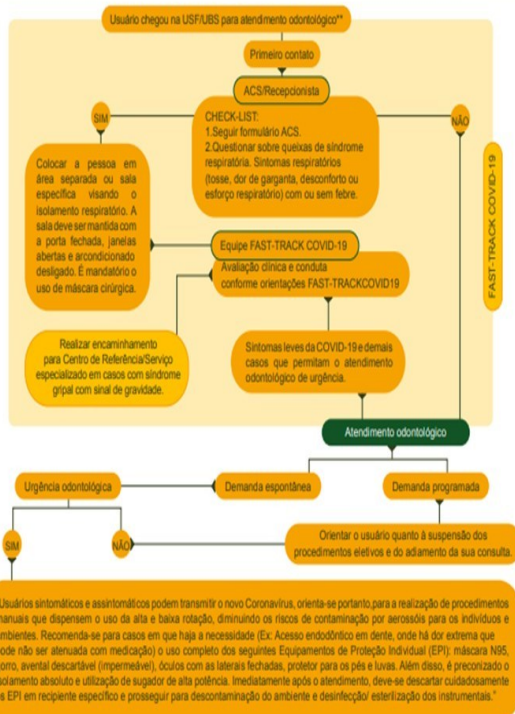 Usuário chegou na USF/UBS para atendimento odontológico**
Primeiro contato
ACS/Recepcionista
SIM
CHECK-LIST:
1.Seguir formulário ACS.
2.Questionar sobre queixas de síndrome
respiratória. Sintomas respiratórios
(tosse, dor de garganta, desconforto ou
esforço respiratório) com ou sem febre.
NÃO
FAST-TRACK COVID-19
Colocar a pessoa em
área separada ou sala
específica visando o
isolamento respiratório. A
sala deve ser mantida com
a porta fechada, janelas
abertas e arcondicionado
desligado. É mandatório o
uso de máscara cirúrgica.
Equipe FAST-TRACK COVID-19
Avaliação clínica e conduta
conforme orientações FAST-TRACKCOVID19
Realizar encaminhamento
para Centro de Referência/Serviço
especializado em casos com síndrome
gripal com sinal de gravidade.
Sintomas leves da COVID-19 e demais
casos que permitam o atendimento
odontológico de urgência.
Atendimento odontológico
Urgência odontológica
Demanda espontânea
Demanda programada
SIM
NÃO
Orientar o usuário quanto à suspensão dos
procedimentos eletivos e do adiamento da sua consulta.
Usuários sintomáticos e assintomáticos podem transmitir o novo Coronavírus, orienta-se portanto,para a realização de procedimentos
manuais que dispensem o uso da alta e baixa rotação, diminuindo os riscos de contaminação por aerossóis para os indivíduos e
ambientes. Recomenda-se para casos em que haja a necessidade (Ex: Acesso endodôntico em dente, onde há dor extrema que
pode não ser atenuada com medicação) o uso completo dos seguintes Equipamentos de Proteção Individual (EPI): máscara N95,
gorro, avental descartável (impermeável), óculos com as laterais fechadas, protetor para os pés e luvas. Além disso, é preconizado o
isolamento absoluto e utilização de sugador de alta potência. Imediatamente após o atendimento, deve-se descartar cuidadosamente
os EPI em recipiente específico e prosseguir para descontaminação do ambiente e desinfecção/ esterilização dos instrumentais."